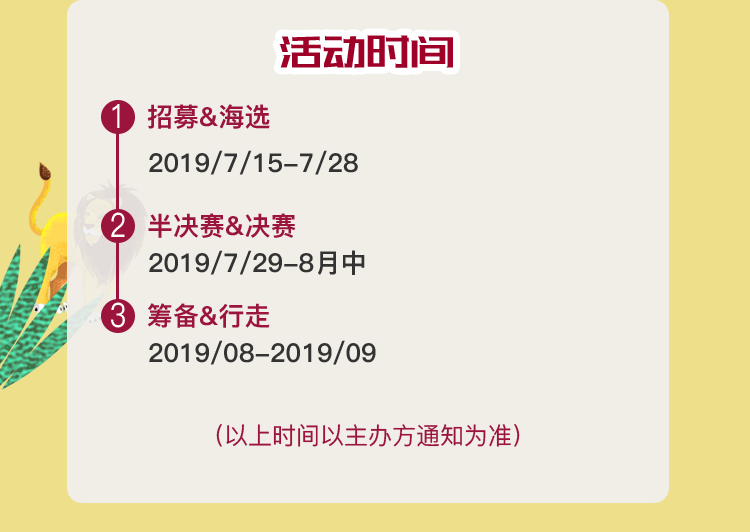 活动时间
1 招募&海选
2019/7/15-7/28
2 半决赛&决赛
2019/7/29-8月中
3 筹备&行走
2019/08-2019/09
（以上时间以主办方通知为准）